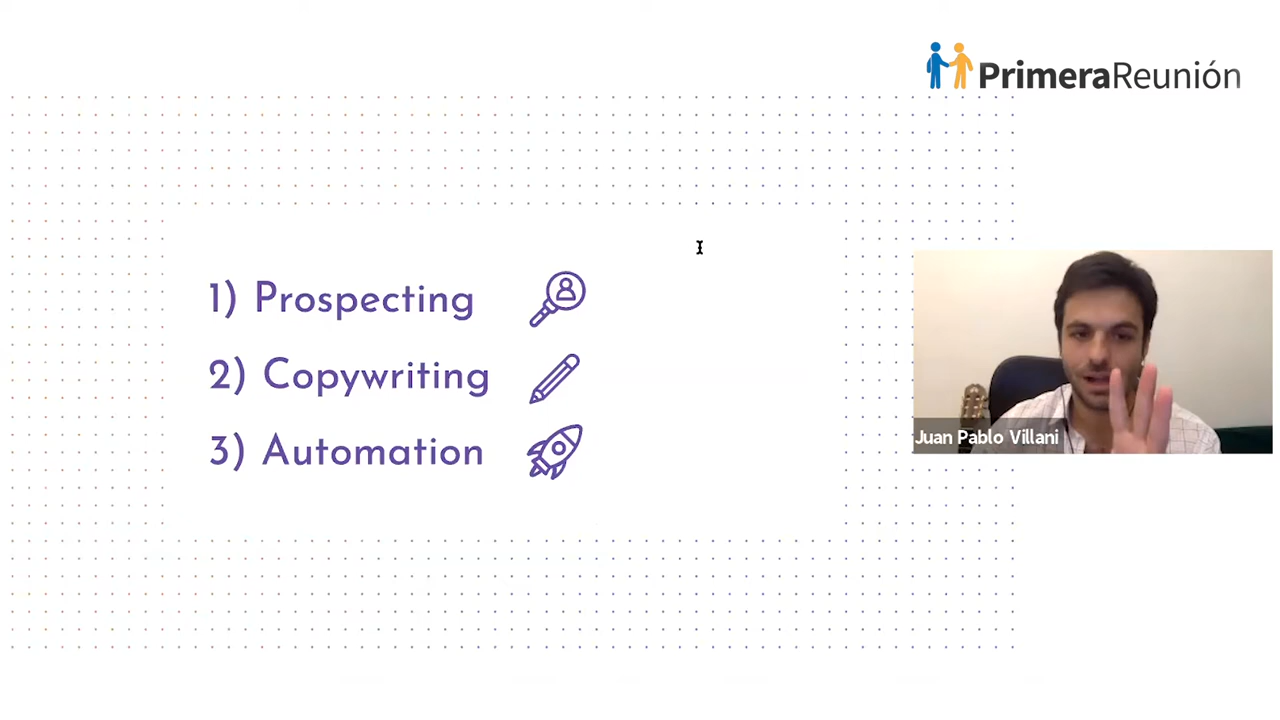 PrimeraReunión
1) Prospecting
2) Copywriting
3) Automation
Juan Pablo Villani